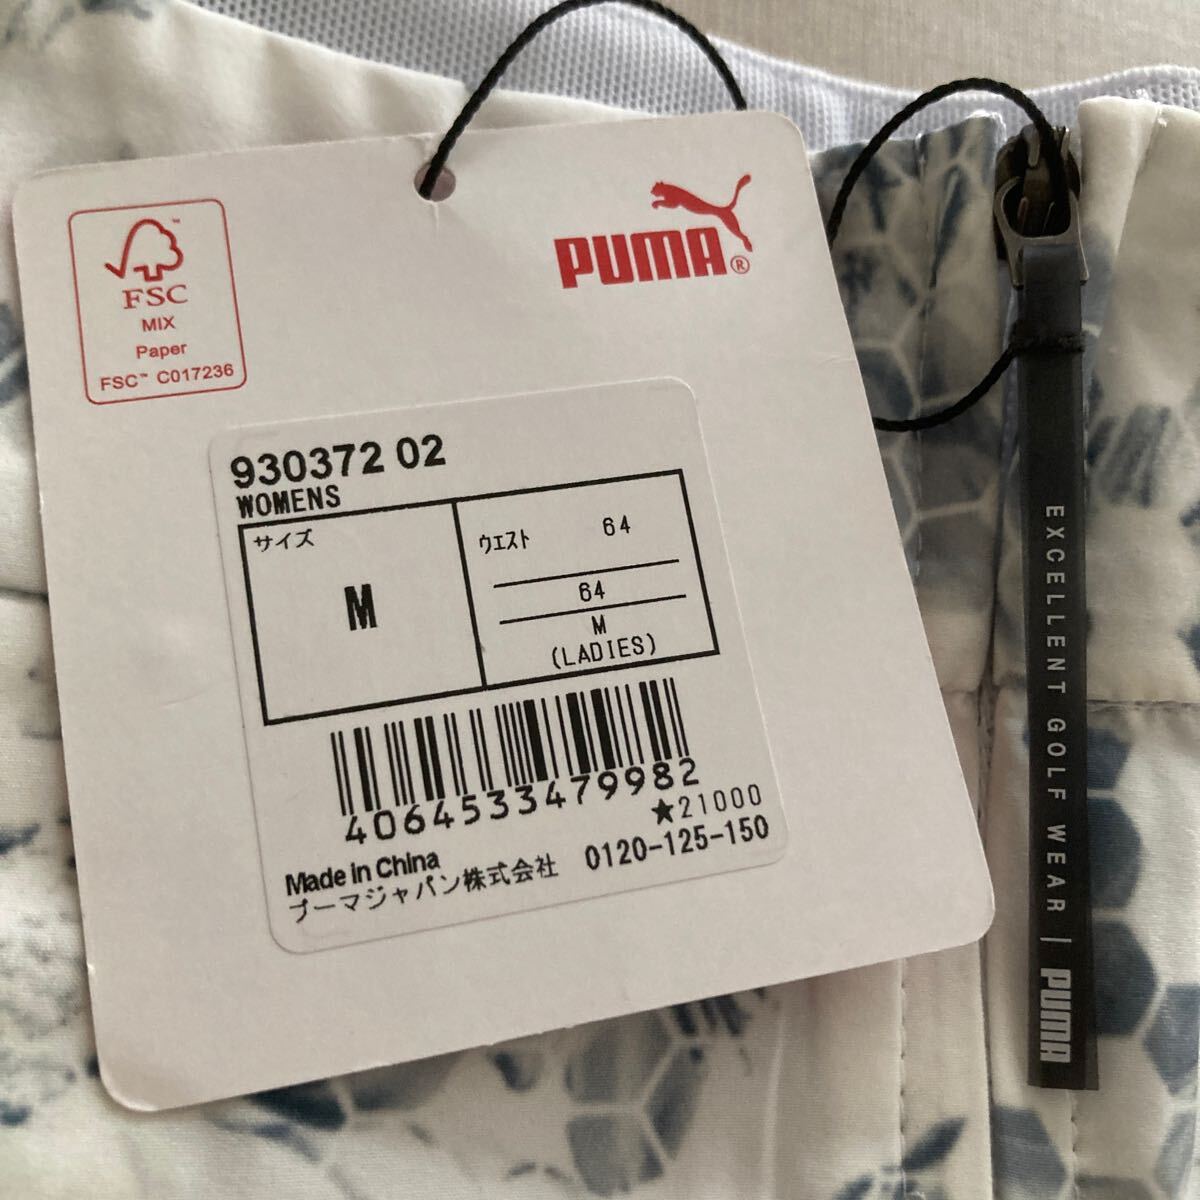 FSC™
MIX
Paper
FSC™ C017236
PUMA®
930372 02
WOMENS
サイズ
M
ウエスト 64
64
M
(LADIES)
4064533479982
★21000
Made in China
プーマジャパン株式会社 0120-125-150
EXCELLENT GOLF WEAR | PUMA